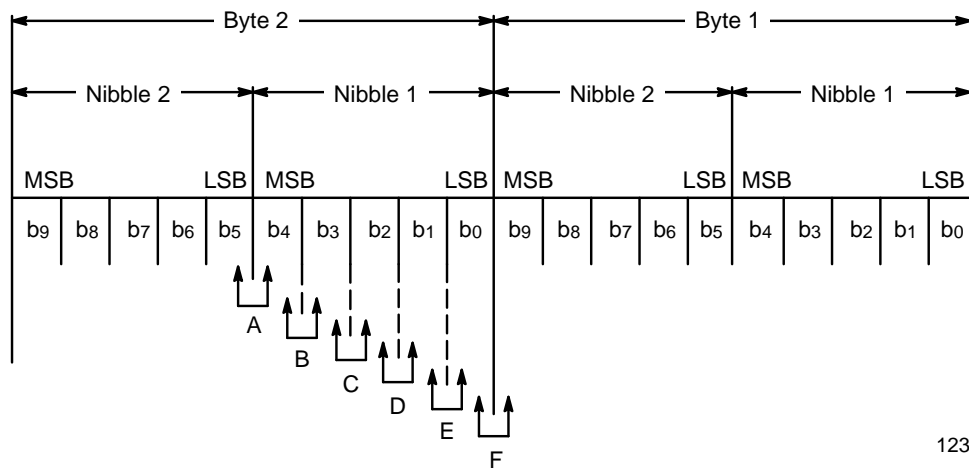 Byte 2 Byte 1
Nibble 2 Nibble 1 Nibble 2 Nibble 1
MSB LSB MSB LSB MSB LSB MSB LSB
b9 b8 b7 b6 b5 b4 b3 b2 b1 b0 b9 b8 b7 b6 b5 b4 b3 b2 b1 b0
A
B
C
D
E
F
123